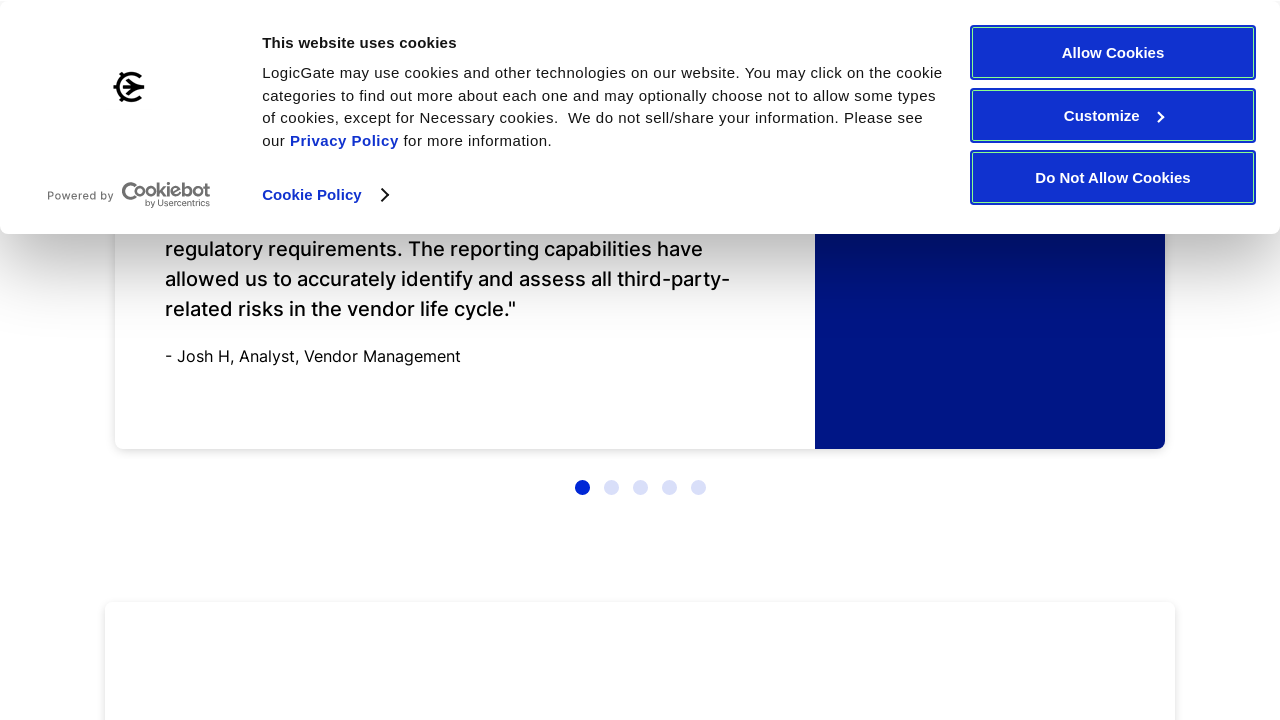 This website uses cookies
LogicGate may use cookies and other technologies on our website. You may click on the cookie
categories to find out more about each one and may optionally choose not to allow some types
of cookies, except for Necessary cookies.  We do not sell/share your information. Please see
our Privacy Policy for more information.
Cookie Policy
Powered by Cookiebot
by Usercentrics
Allow Cookies
Customize
Do Not Allow Cookies
regulatory requirements. The reporting capabilities have
allowed us to accurately identify and assess all third-party-
related risks in the vendor life cycle."
- Josh H, Analyst, Vendor Management